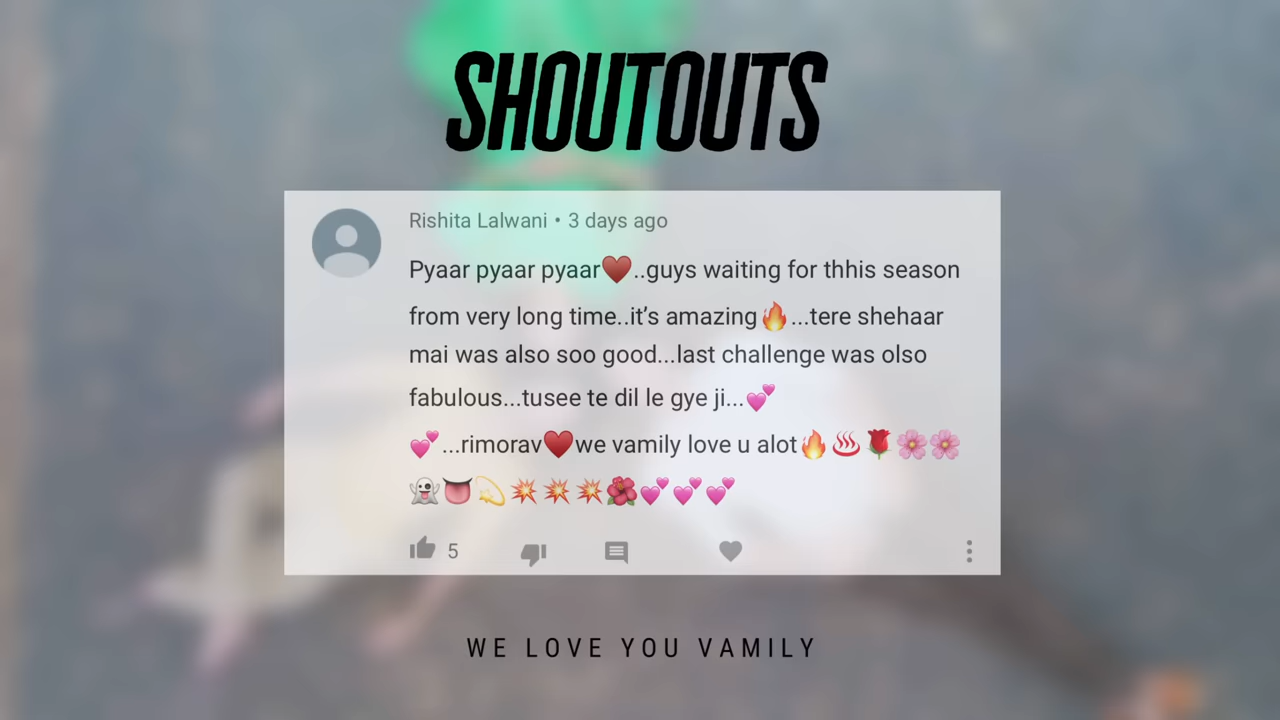 SHOUTOUTS
Rishita Lalwani • 3 days ago
Pyaar pyaar pyaar❤️..guys waiting for thhis season
from very long time..it's amazing🔥...tere shehaar
mai was also soo good...last challenge was olso
fabulous...tusee te dil le gye ji...💕
💕...rimorav❤️we vamily love u alot🔥♨️🌹🌸🌸
👻👅💫💥💥💥🌺💕💕💕
5
WE LOVE YOU VAMILY